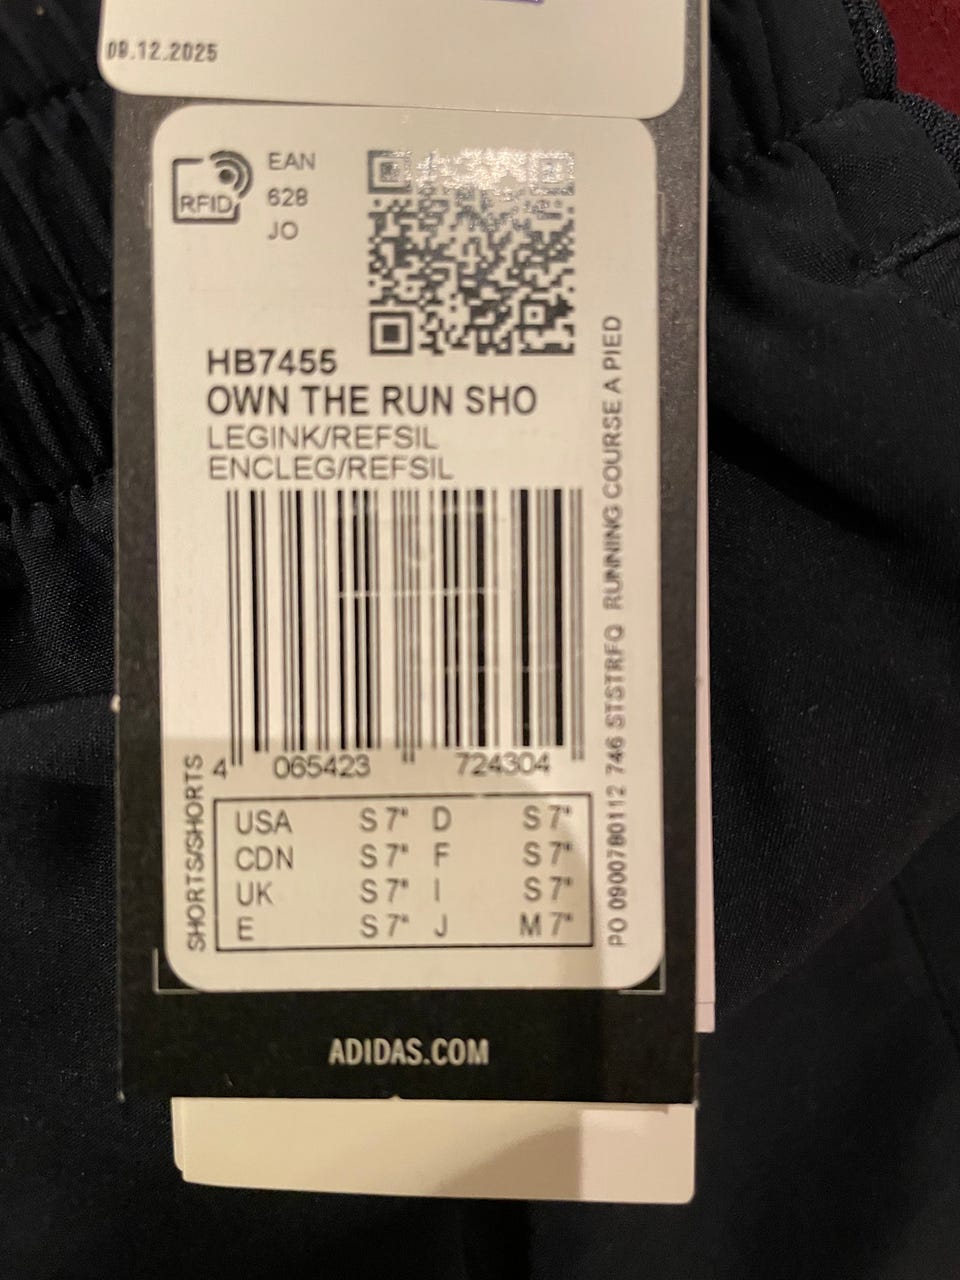 09.12.2025
RFID
EAN
628
JO
HB7455
OWN THE RUN SHO
LEGINK/REFSIL
ENCLEG/REFSIL
4 065423 724304
SHORTS/SHORTS
USA S 7" D S 7"
CDN S 7" F S 7"
UK S 7" I S 7"
E S 7" J M 7"
PO 0900780112 746 STSTRFQ RUNNING COURSE A PIED
ADIDAS.COM